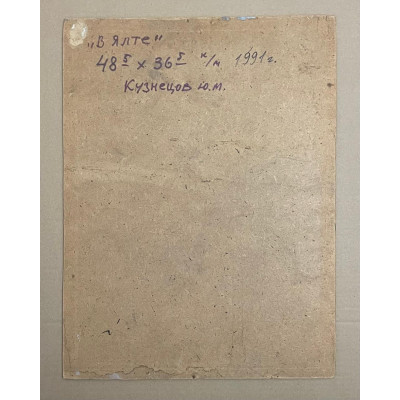 „В Ялте"
48⁵ x 36⁵ к/м 1991г.
Кузнецов Ю.М.